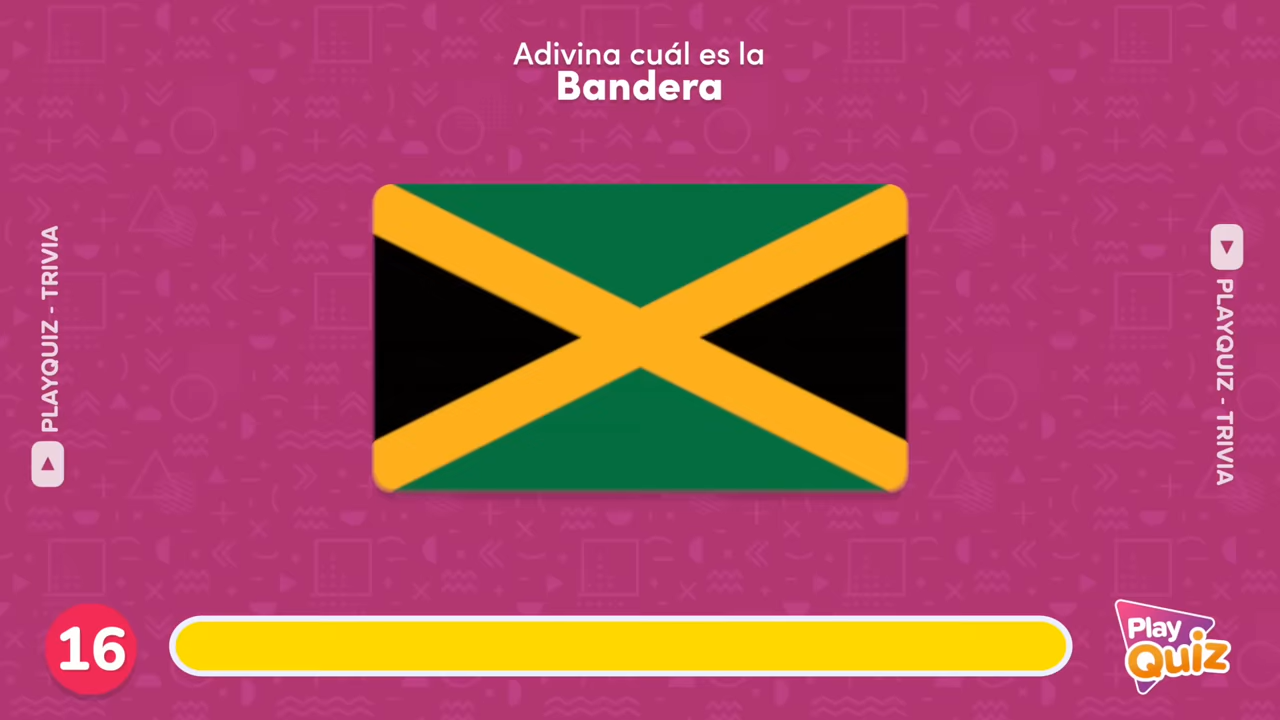 Adivina cuál es la
Bandera
PLAYQUIZ - TRIVIA
PLAYQUIZ - TRIVIA
16
Play
Quiz